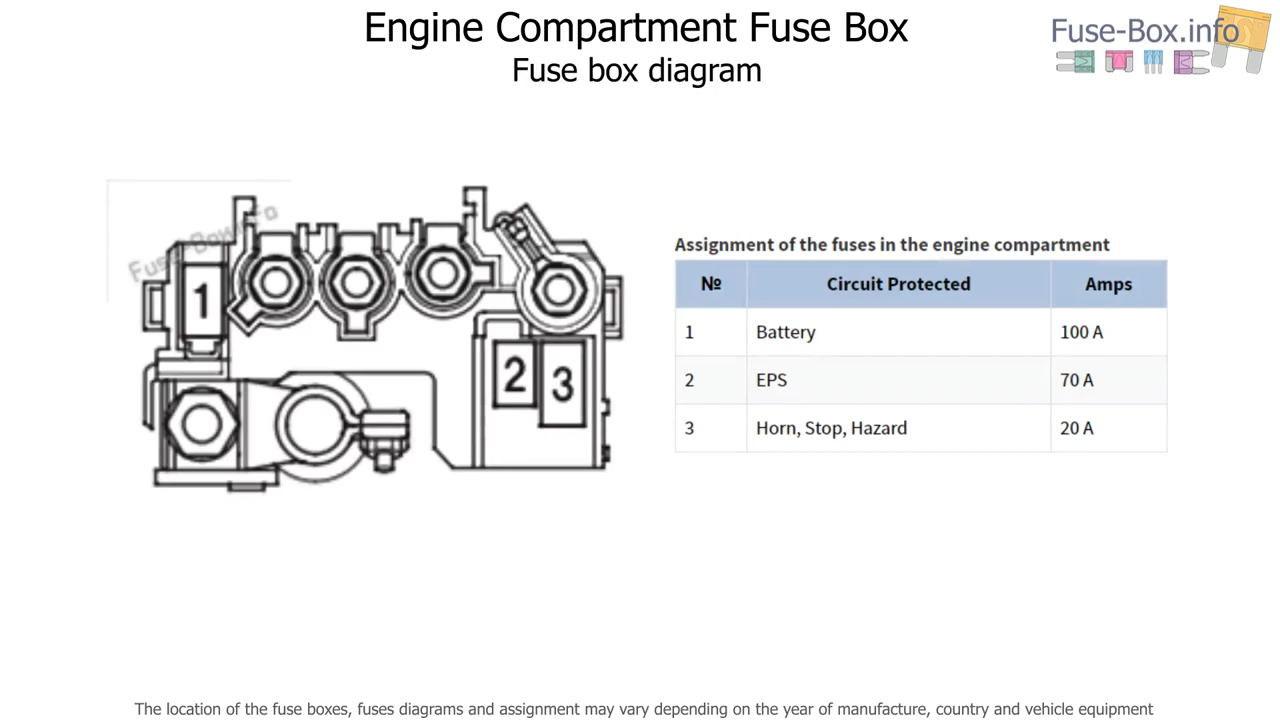 Engine Compartment Fuse Box
Fuse box diagram
Fuse-Box.info
Fuse-Box.info
1
2
3
Assignment of the fuses in the engine compartment
№ Circuit Protected Amps
1 Battery 100 A
2 EPS 70 A
3 Horn, Stop, Hazard 20 A
The location of the fuse boxes, fuses diagrams and assignment may vary depending on the year of manufacture, country and vehicle equipment